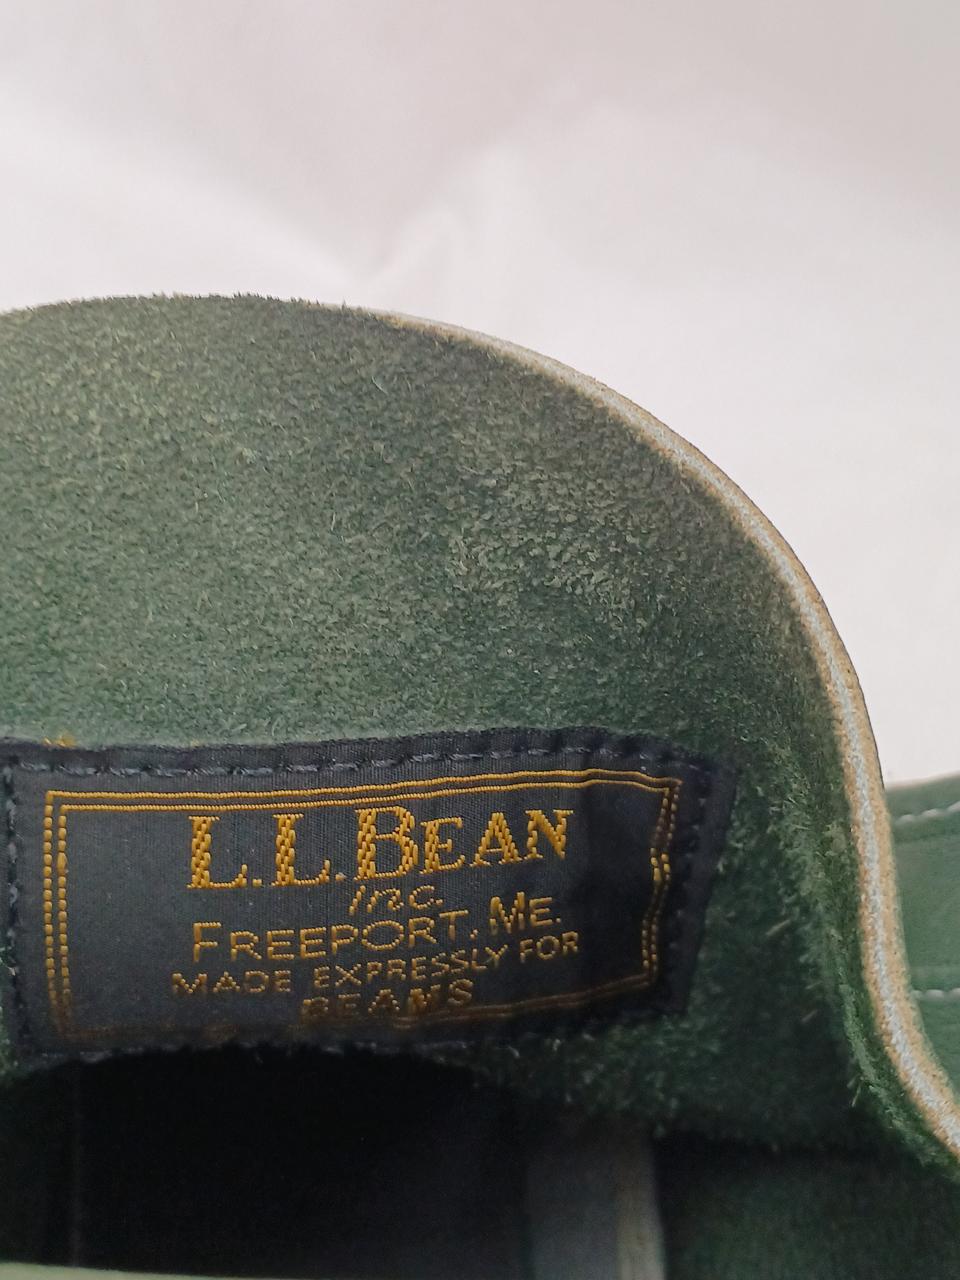 L.L.BEAN
inc.
FREEPORT, ME.
MADE EXPRESSLY FOR
BEAMS